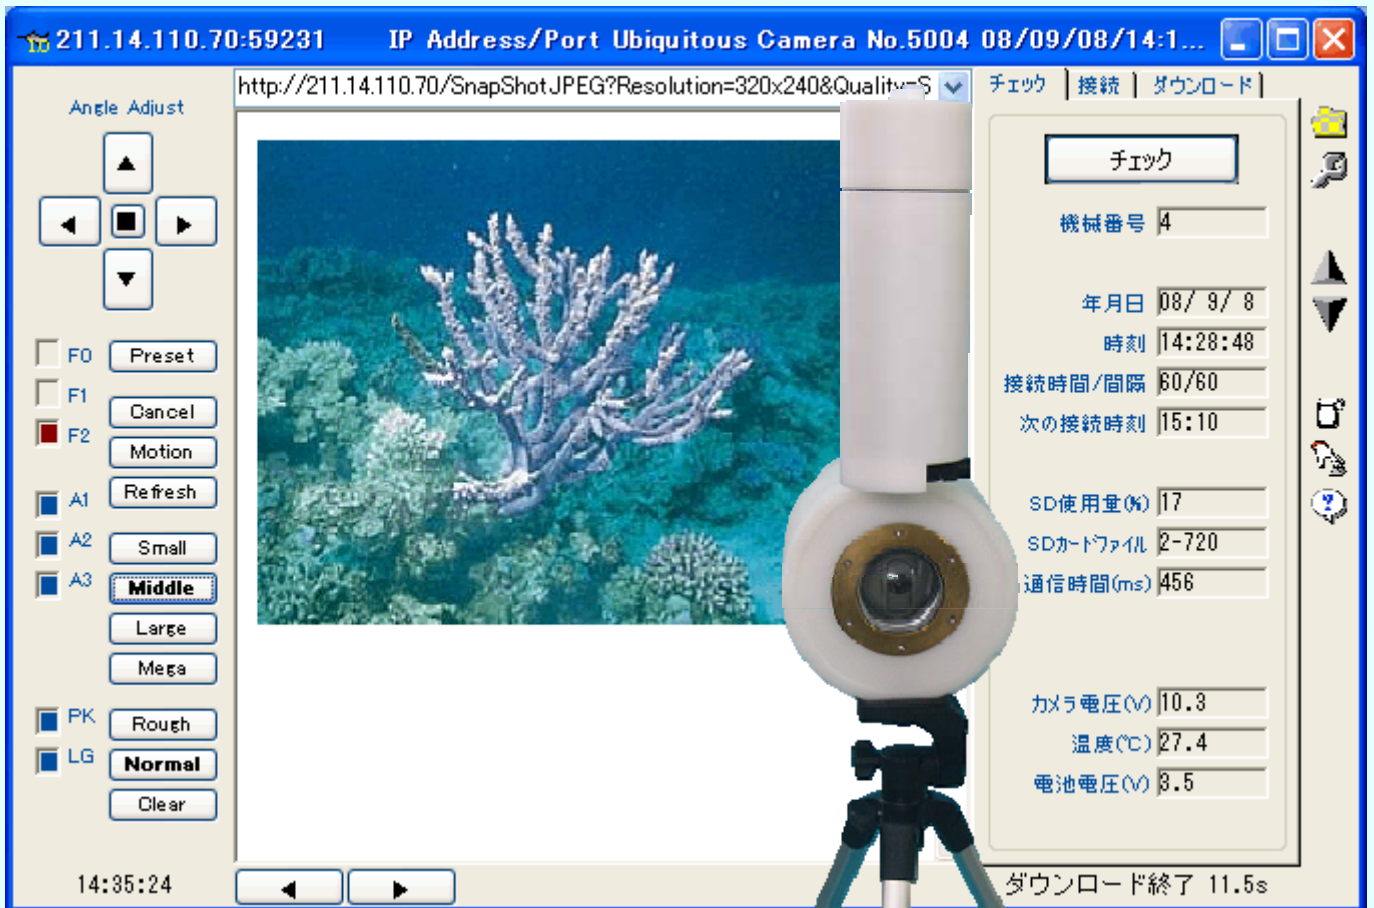 211.14.110.70:59231 IP Address/Port Ubiquitous Camera No.5004 08/09/08/14:1...
http://211.14.110.70/SnapShotJPEG?Resolution=320x240&Quality=S
Angle Adjust
F0 Preset
F1
Cancel
F2
Motion
Refresh
A1
A2
Small
A3
Middle
Large
Mega
PK
Rough
LG
Normal
Clear
14:35:24
チェック 接続 ダウンロード
チェック
機械番号 4
年月日 08/ 9/ 8
時刻 14:28:48
接続時間/間隔 60/60
次の接続時刻 15:10
SD使用量(%) 17
SDカードファイル 2-720
通信時間(ms) 456
カメラ電圧(V) 10.3
温度(℃) 27.4
電池電圧(V) 3.5
ダウンロード終了 11.5s